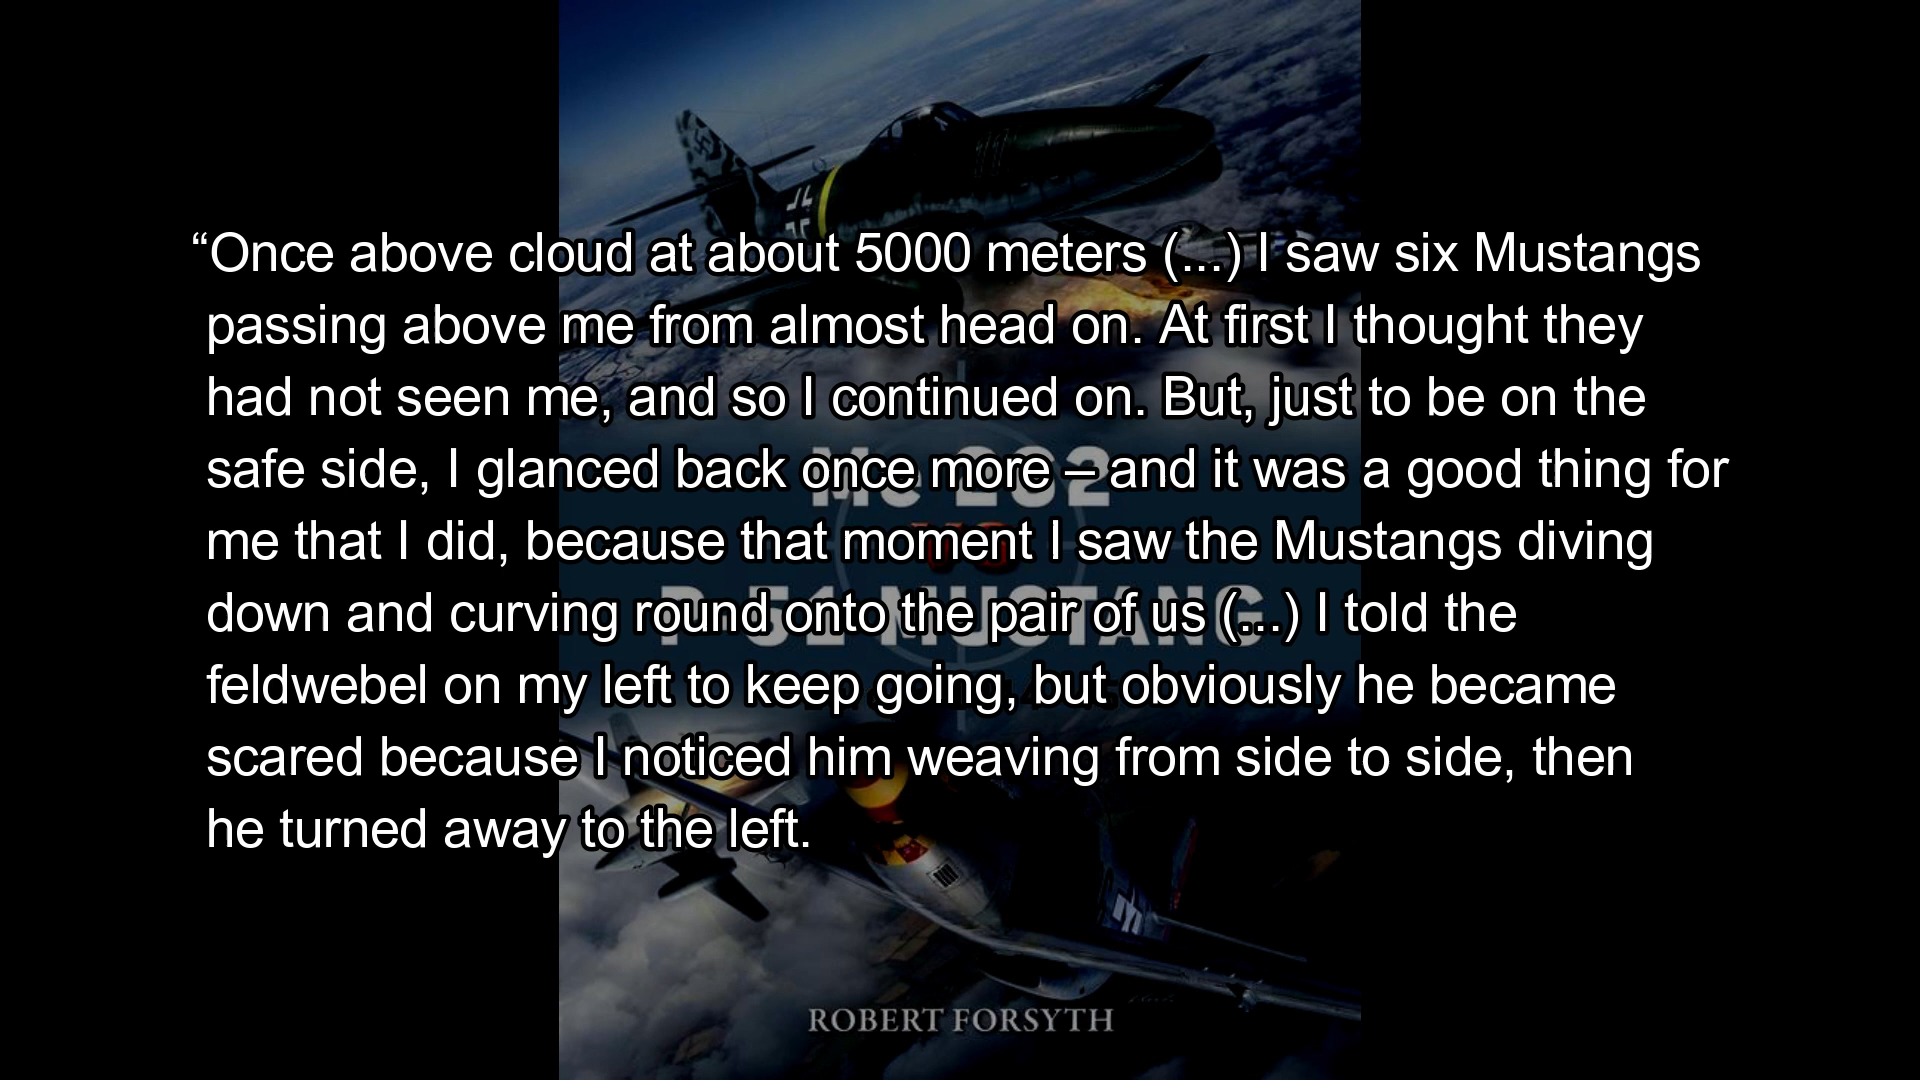 “Once above cloud at about 5000 meters (...) I saw six Mustangs
passing above me from almost head on. At first I thought they
had not seen me, and so I continued on. But, just to be on the
safe side, I glanced back once more – and it was a good thing for
me that I did, because that moment I saw the Mustangs diving
down and curving round onto the pair of us (...) I told the
feldwebel on my left to keep going, but obviously he became
scared because I noticed him weaving from side to side, then
he turned away to the left.
Me 262
VS
P-51 MUSTANG
ROBERT FORSYTH